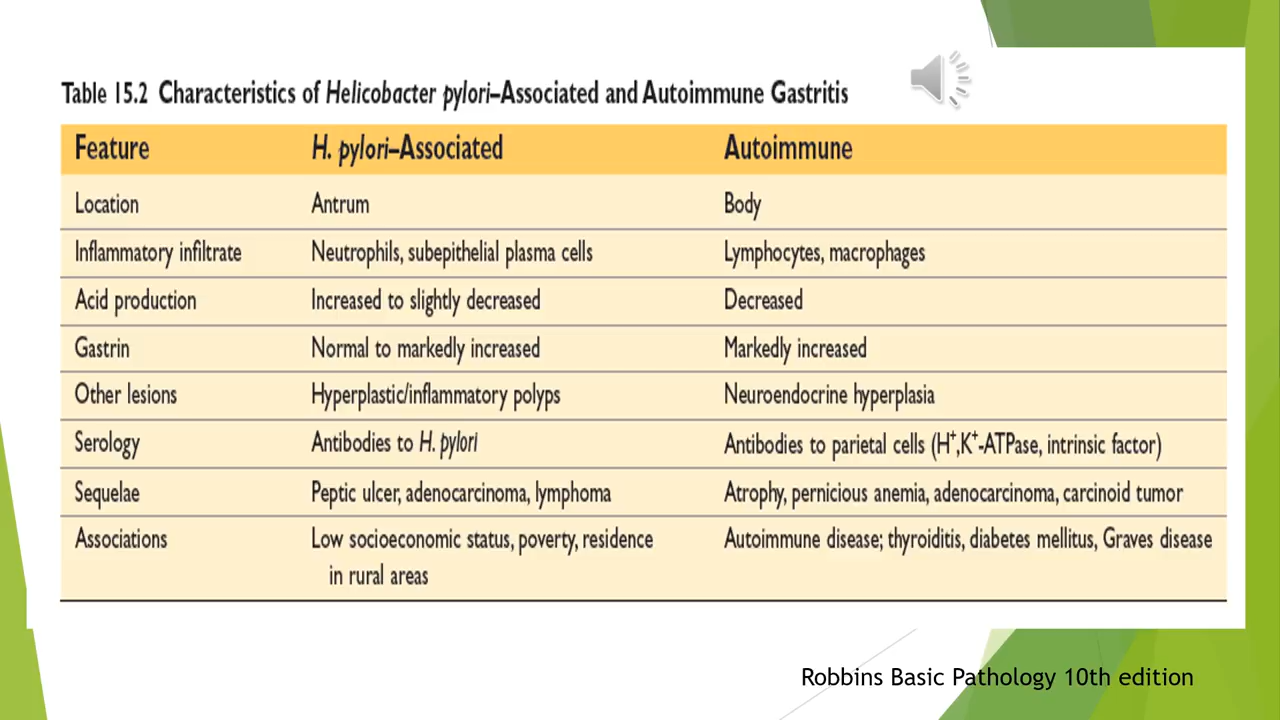 Table 15.2 Characteristics of Helicobacter pylori–Associated and Autoimmune Gastritis
Feature H. pylori–Associated Autoimmune
Location Antrum Body
Inflammatory infiltrate Neutrophils, subepithelial plasma cells Lymphocytes, macrophages
Acid production Increased to slightly decreased Decreased
Gastrin Normal to markedly increased Markedly increased
Other lesions Hyperplastic/inflammatory polyps Neuroendocrine hyperplasia
Serology Antibodies to H. pylori Antibodies to parietal cells (H⁺,K⁺-ATPase, intrinsic factor)
Sequelae Peptic ulcer, adenocarcinoma, lymphoma Atrophy, pernicious anemia, adenocarcinoma, carcinoid tumor
Associations Low socioeconomic status, poverty, residence Autoimmune disease; thyroiditis, diabetes mellitus, Graves disease
in rural areas
Robbins Basic Pathology 10th edition